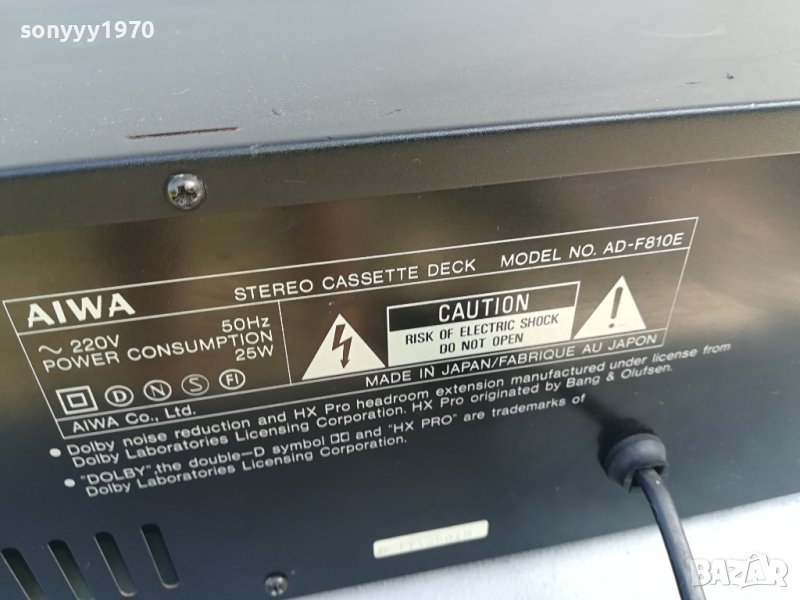 sonyyy1970
AIWA
STEREO CASSETTE DECK MODEL NO. AD-F810E
~ 220V 50Hz
POWER CONSUMPTION
25W
CAUTION
RISK OF ELECTRIC SHOCK
DO NOT OPEN
D N S FI
MADE IN JAPAN/FABRIQUE AU JAPON
AIWA Co., Ltd.
• Dolby noise reduction and HX Pro headroom extension manufactured under license from
Dolby Laboratories Licensing Corporation. HX Pro originated by Bang & Olufsen.
• "DOLBY", the double-D symbol and "HX PRO" are trademarks of
Dolby Laboratories Licensing Corporation.
BAZAR